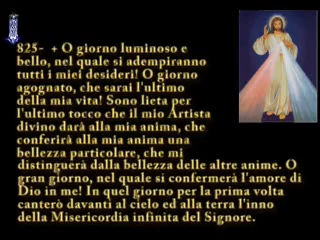 825- + O giorno luminoso e
bello, nel quale si adempiranno
tutti i miei desideri! O giorno
agognato, che sarai l'ultimo
della mia vita! Sono lieta per
l'ultimo tocco che il mio Artista
divino darà alla mia anima, che
conferirà alla mia anima una
bellezza particolare, che mi
distinguerà dalla bellezza delle altre anime. O
gran giorno, nel quale si confermerà l'amore di
Dio in me! In quel giorno per la prima volta
canterò davanti al cielo ed alla terra l'inno
della Misericordia infinita del Signore.